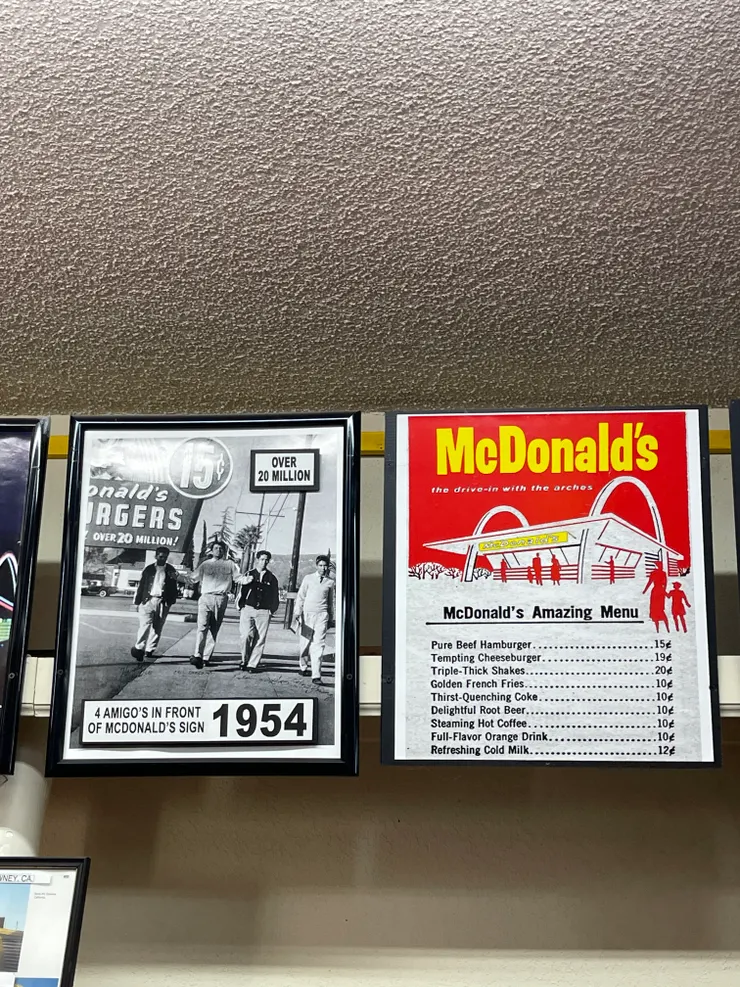 15¢
onald's
URGERS
OVER 20 MILLION!
OVER
20 MILLION
4 AMIGO'S IN FRONT
OF MCDONALD'S SIGN
1954
McDonald's
the drive-in with the arches
McDONALD'S
McDonald's Amazing Menu
Pure Beef Hamburger 15¢
Tempting Cheeseburger 19¢
Triple-Thick Shakes 20¢
Golden French Fries 10¢
Thirst-Quenching Coke 10¢
Delightful Root Beer 10¢
Steaming Hot Coffee 10¢
Full-Flavor Orange Drink 10¢
Refreshing Cold Milk 12¢
NEY, CA